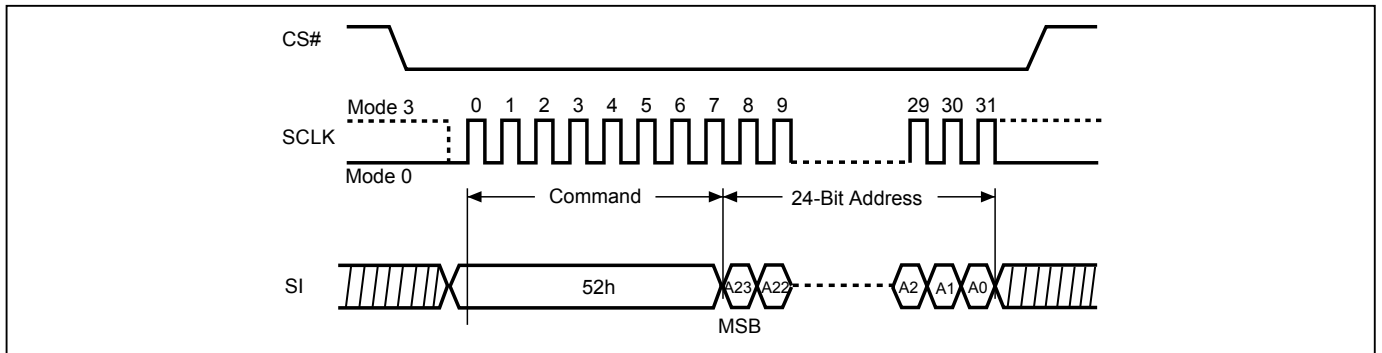 CS#
Mode 3
0 1 2 3 4 5 6 7 8 9 29 30 31
SCLK
Mode 0
Command
24-Bit Address
SI
52h
A23 A22 A2 A1 A0
MSB